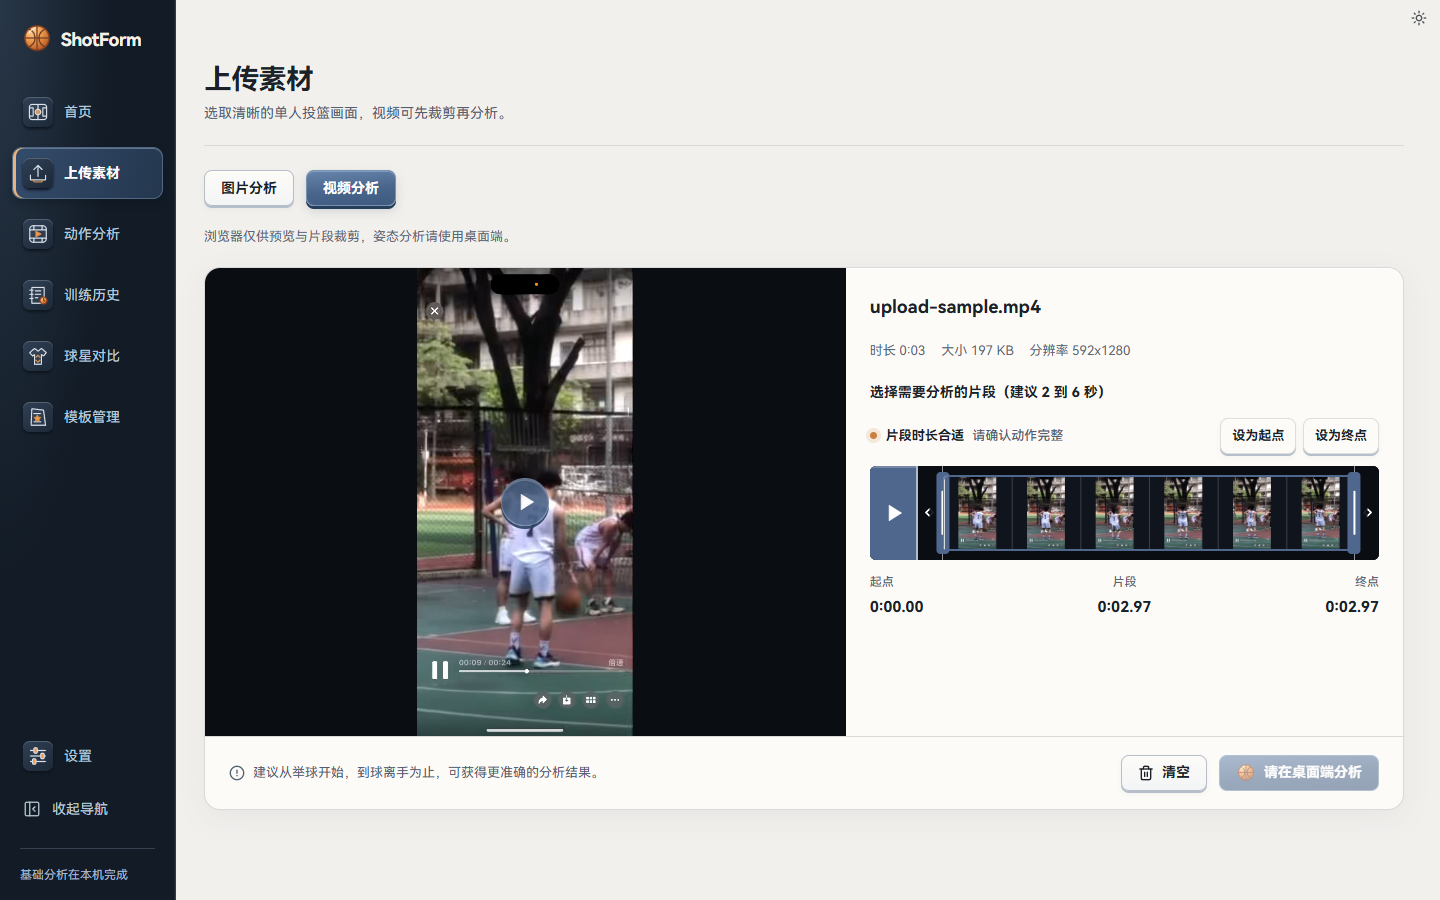 ShotForm
首页
上传素材
动作分析
训练历史
球星对比
模板管理
设置
收起导航
基础分析在本机完成
上传素材
选取清晰的单人投篮画面，视频可先裁剪再分析。
图片分析
视频分析
浏览器仅供预览与片段裁剪，姿态分析请使用桌面端。
00:09 / 00:24
倍速
upload-sample.mp4
时长 0:03 大小 197 KB 分辨率 592x1280
选择需要分析的片段（建议 2 到 6 秒）
片段时长合适 请确认动作完整
设为起点
设为终点
起点 片段 终点
0:00.00 0:02.97 0:02.97
建议从举球开始，到球离手为止，可获得更准确的分析结果。
清空
请在桌面端分析